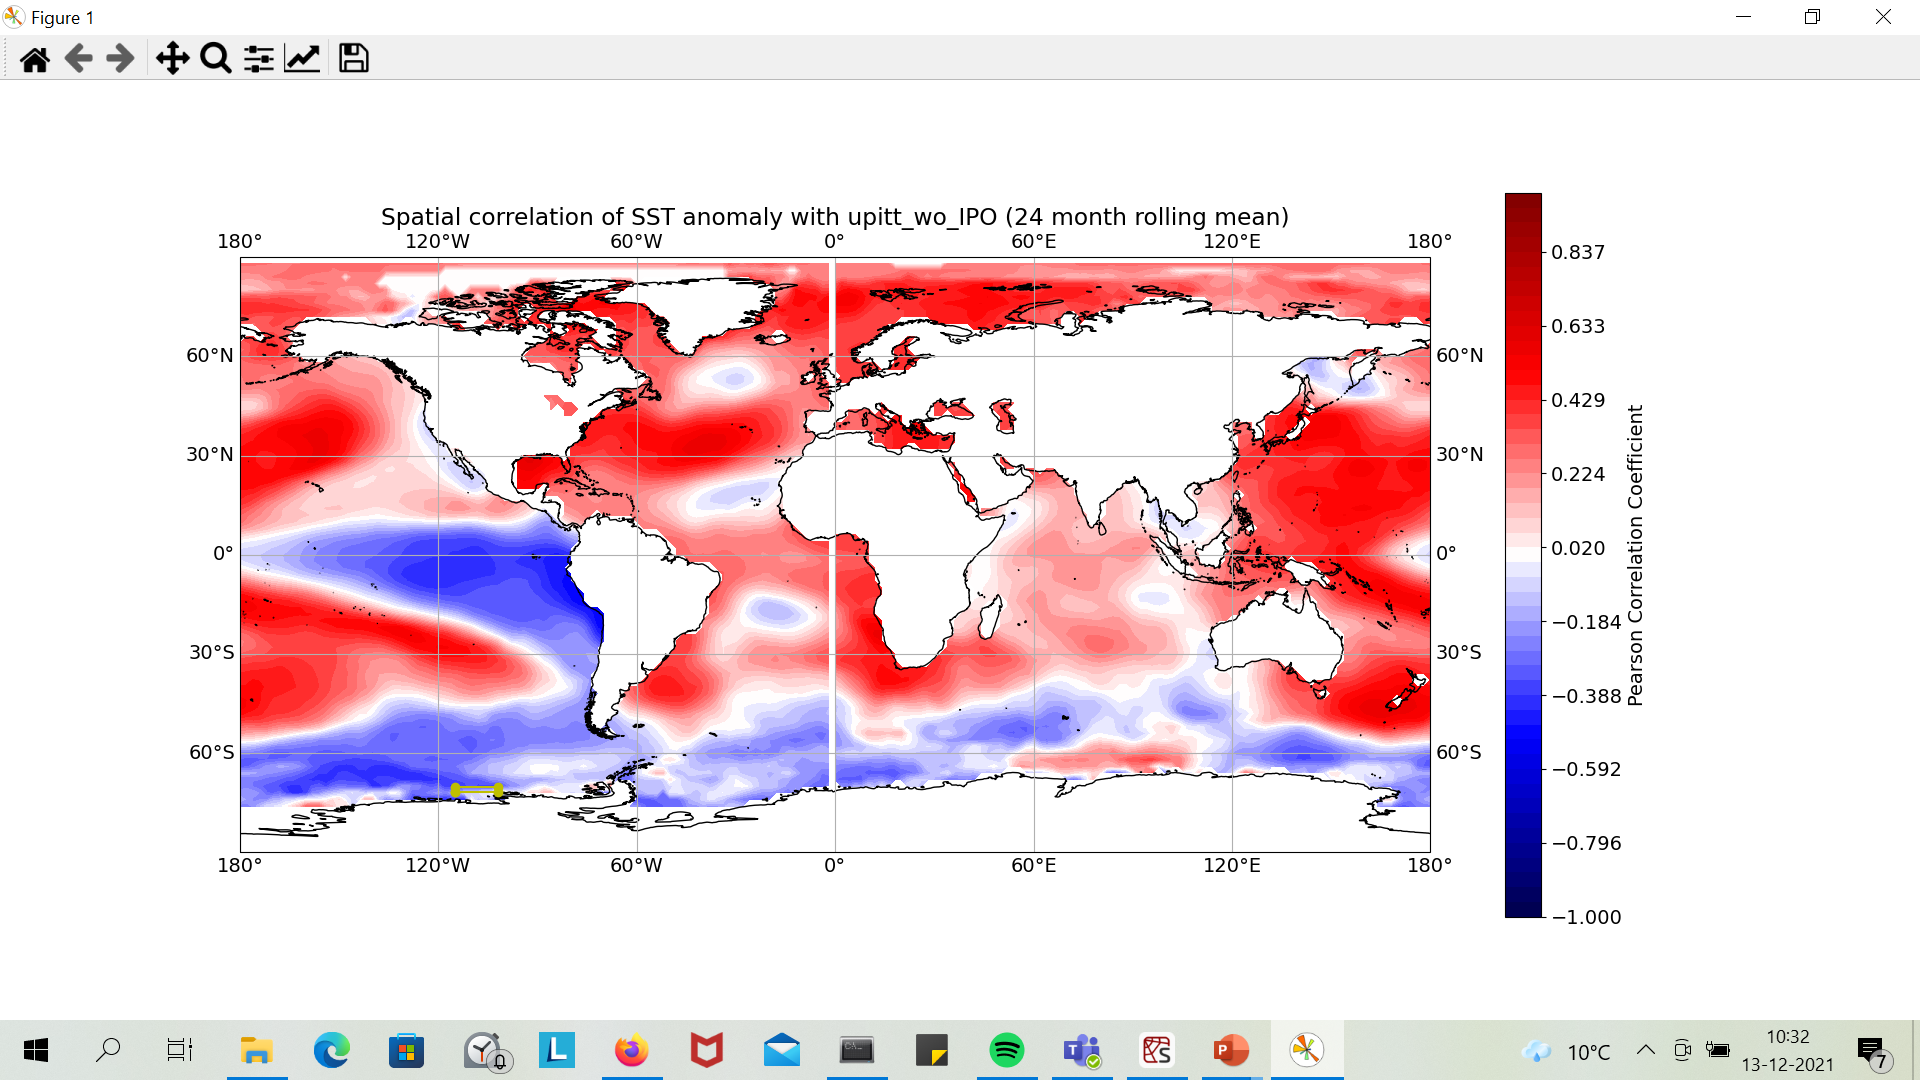 Figure 1
Spatial correlation of SST anomaly with upitt_wo_IPO (24 month rolling mean)
180° 120°W 60°W 0° 60°E 120°E 180°
60°N 60°N
30°N 30°N
0° 0°
30°S 30°S
60°S 60°S
180° 120°W 60°W 0° 60°E 120°E 180°
0.837
0.633
0.429
0.224
0.020
−0.184
−0.388
−0.592
−0.796
−1.000
Pearson Correlation Coefficient
L
C:\_
T
P
10°C
10:32
13-12-2021
7